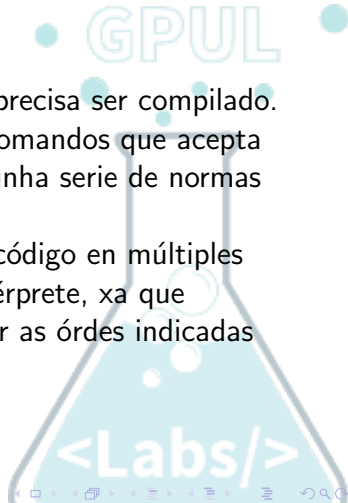 GPUL
precisa ser compilado.
omandos que acepta
nha serie de normas
código en múltiples
érprete, xa que
r as órdes indicadas
<Labs/>